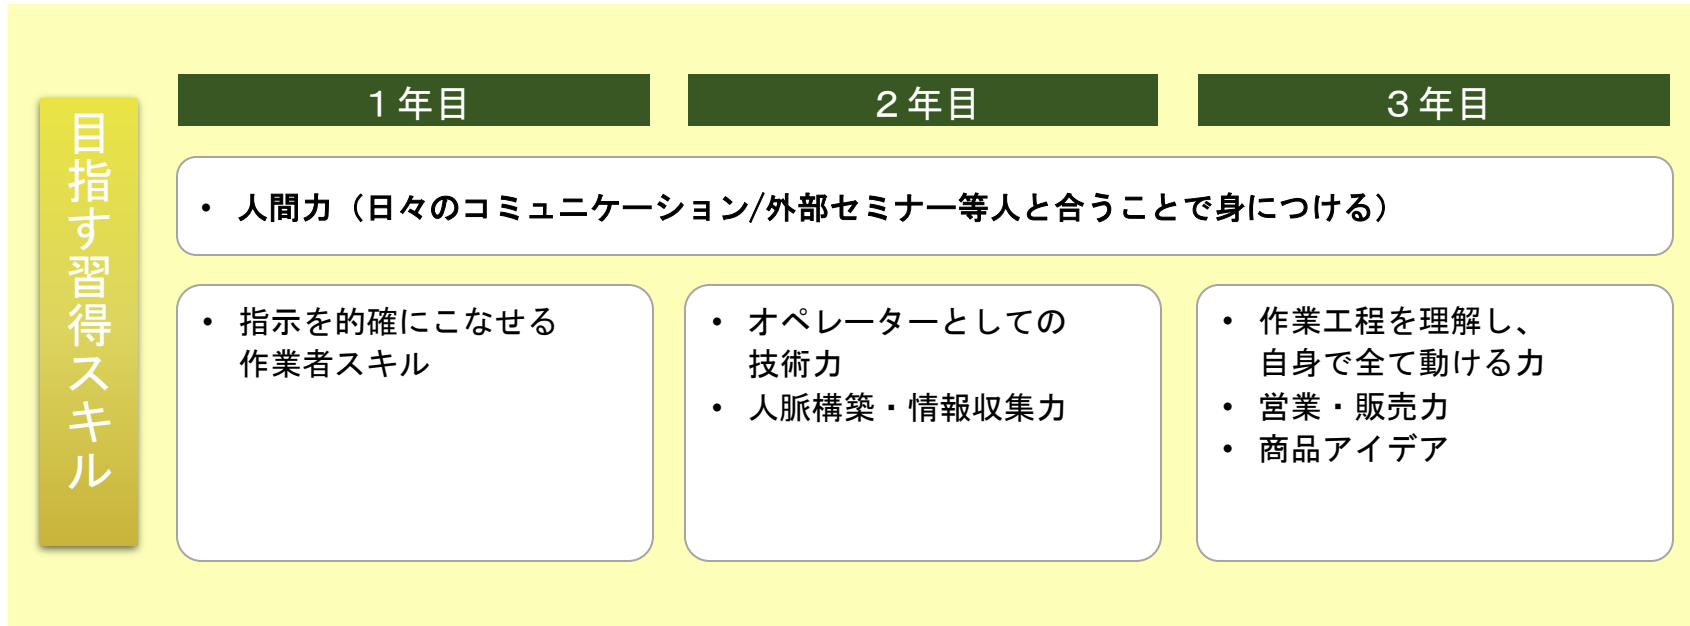 目指す習得スキル
１年目
２年目
３年目
• 人間力（日々のコミュニケーション/外部セミナー等人と合うことで身につける）
• 指示を的確にこなせる
作業者スキル
• オペレーターとしての
技術力
• 人脈構築・情報収集力
• 作業工程を理解し、
自身で全て動ける力
• 営業・販売力
• 商品アイデア